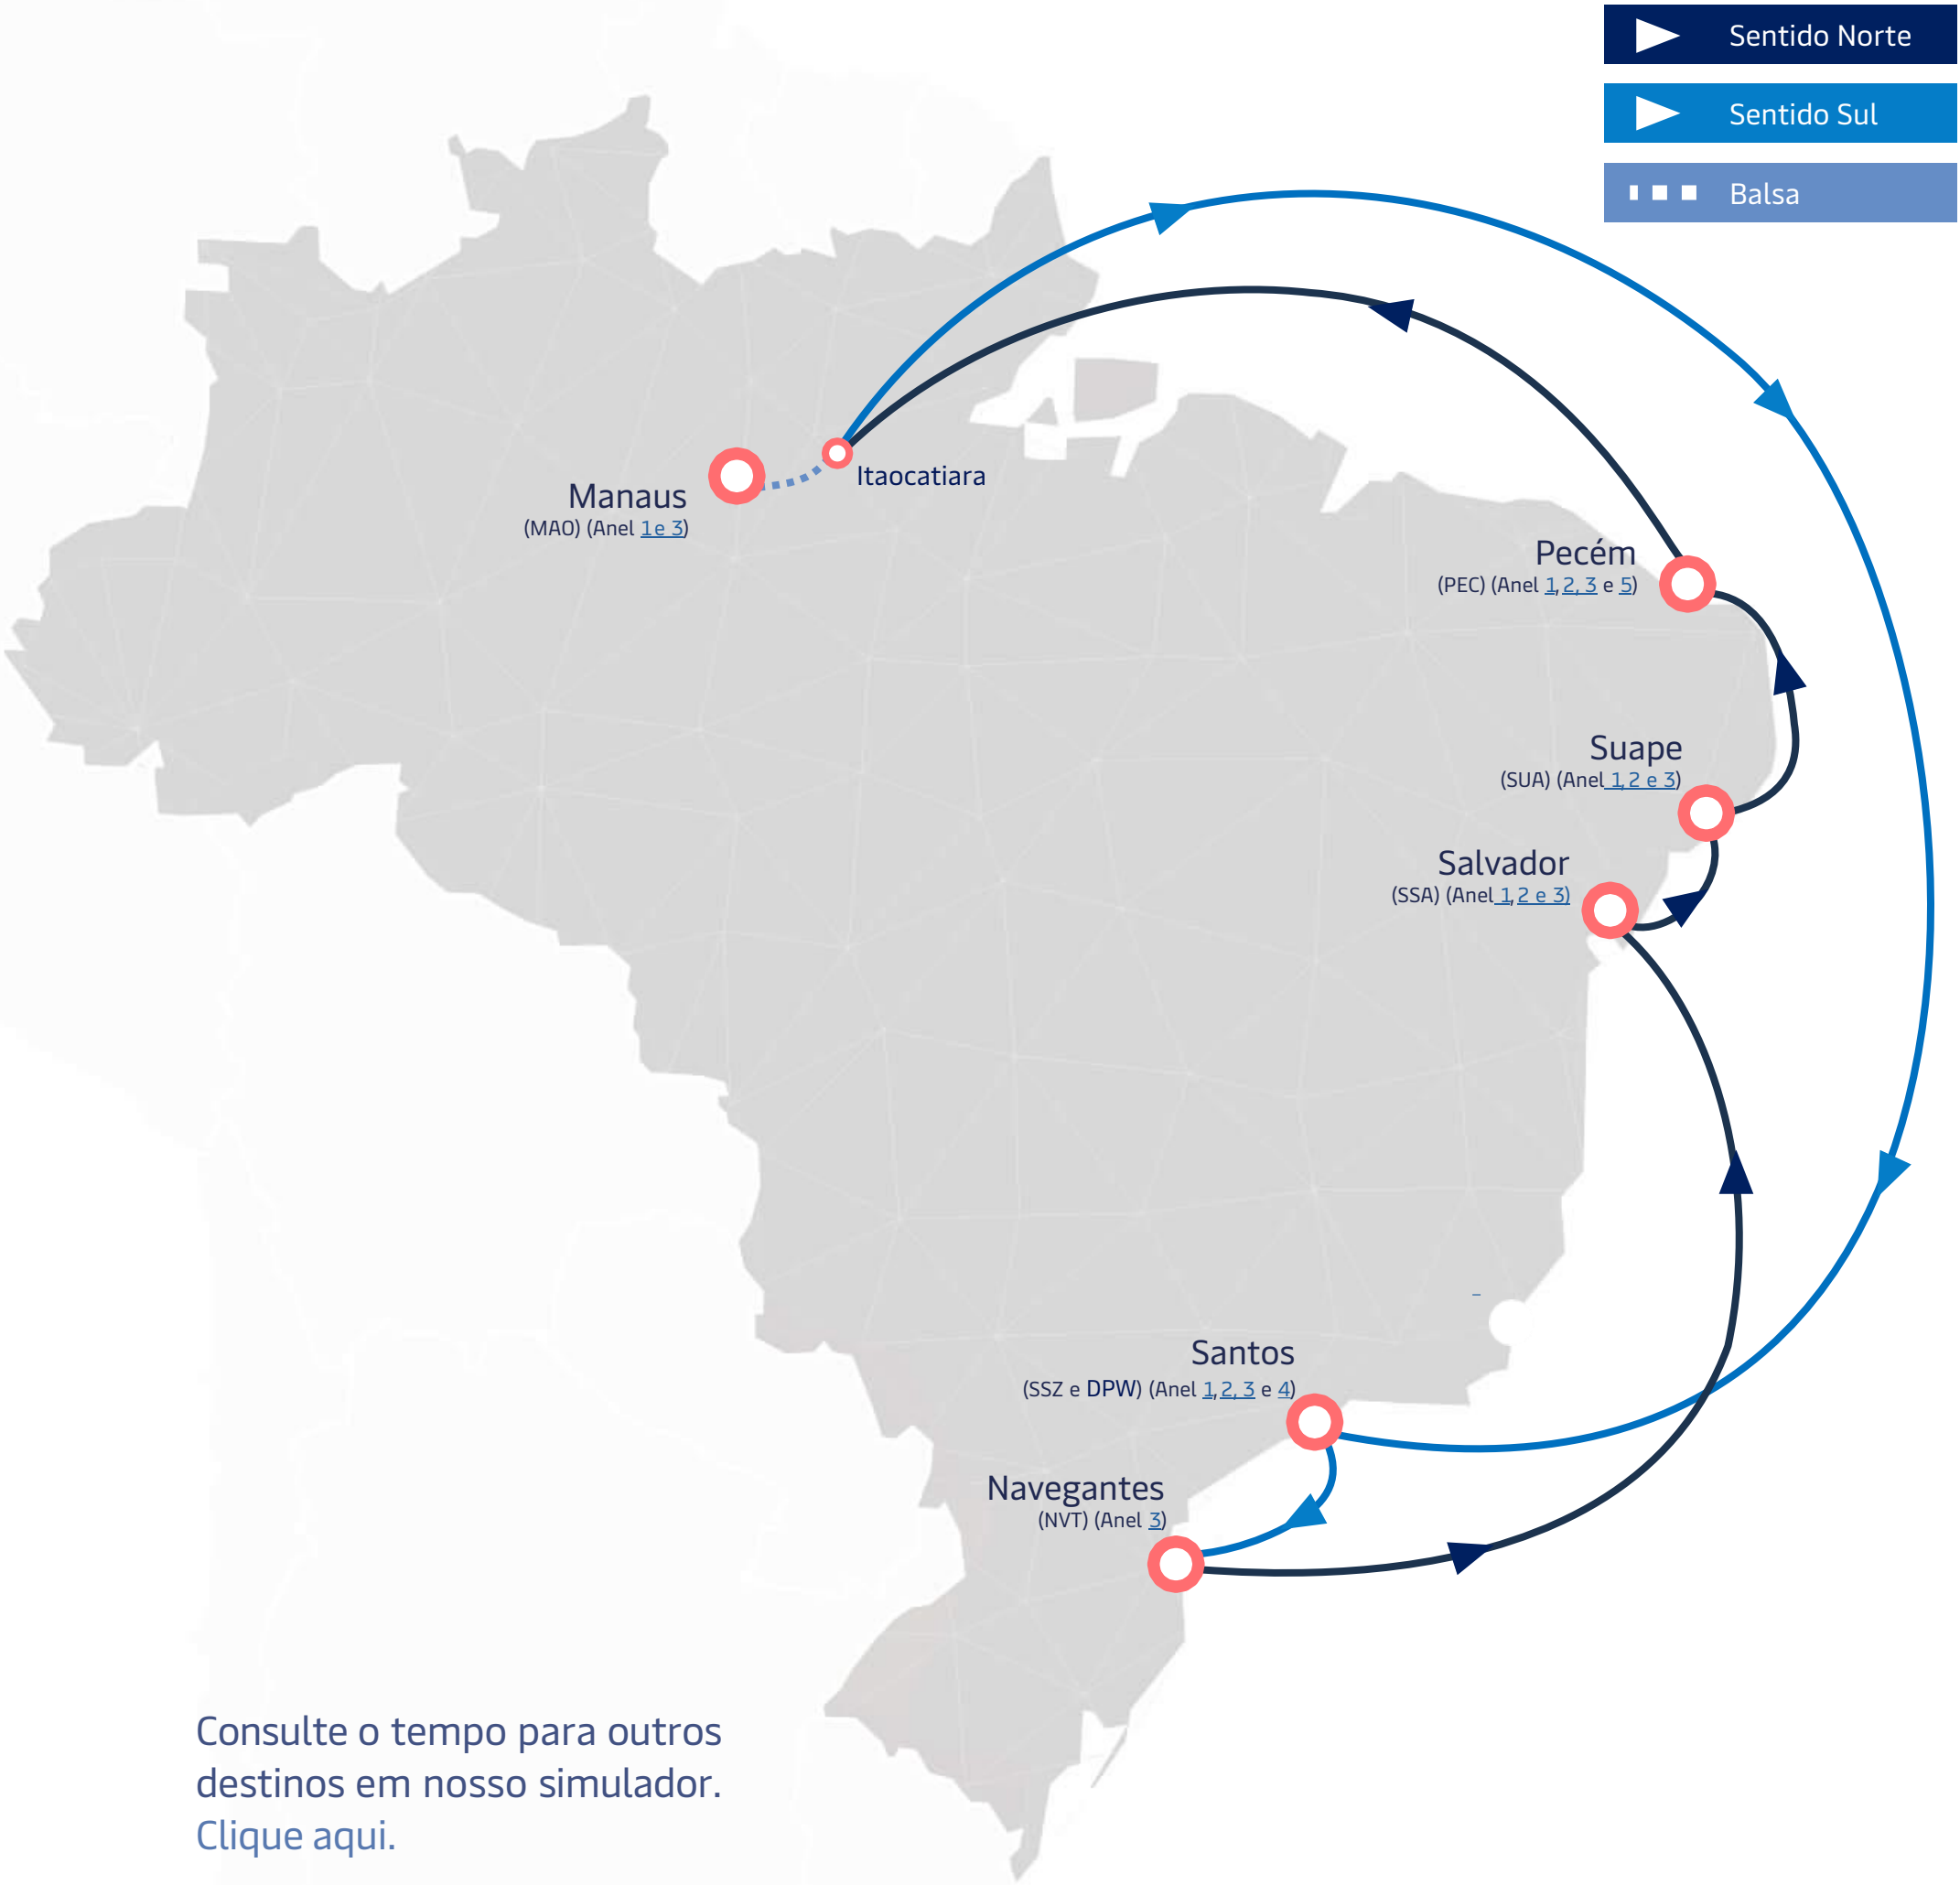 Sentido Norte
Sentido Sul
Balsa
Itaocatiara
Manaus
(MAO) (Anel 1 e 3)
Pecém
(PEC) (Anel 1, 2, 3 e 5)
Suape
(SUA) (Anel 1, 2 e 3)
Salvador
(SSA) (Anel 1, 2 e 3)
Santos
(SSZ e DPW) (Anel 1, 2, 3 e 4)
Navegantes
(NVT) (Anel 3)
Consulte o tempo para outros
destinos em nosso simulador.
Clique aqui.